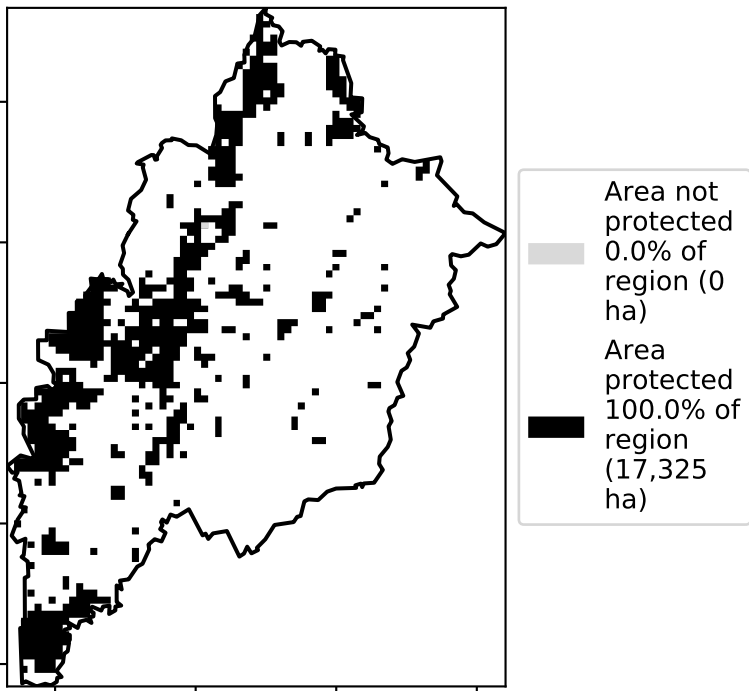 Area not
protected
0.0% of
region (0
ha)
Area
protected
100.0% of
region
(17,325
ha)